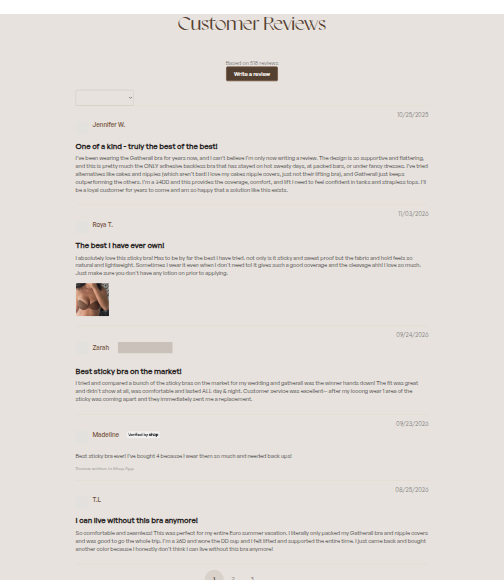 Customer Reviews
Based on 518 reviews
Write a review
10/25/2025
Jennifer W.
One of a kind - truly the best of the best!
I've been wearing the Gatherall bra for years now, and I can't believe I'm only now writing a review. The design is so supportive and flattering,
and this is pretty much the ONLY adhesive backless bra that has stayed on hot sweaty days, at packed bars, or under fancy dresses. I've tried
alternatives like cakes and nippies (which aren't bad! I love my cakes nipple covers, just not their lifting bra), and Gatherall just keeps
outperforming the others. I'm a 34DD and this provides the coverage, comfort, and lift I need to feel confident in tanks and strapless tops. I'll
be a loyal customer for years to come and am so happy that a solution like this exists.
11/03/2026
Roya T.
The best I have ever own!
I absolutely love this sticky bra! Has to be by far the best I have tried, not only is it sticky and sweat proof but the fabric and hold feels so
natural and lightweight. Sometimes I wear it even when I don't need to! It gives such a good coverage and the cleavage ahh! I love so much.
Just make sure you don't have any lotion on prior to applying.
09/24/2026
Zarah
Best sticky bra on the market!
I tried and compared a bunch of the sticky bras on the market for my wedding and gatherall was the winner hands down! The fit was great
and didn't show at all, was comfortable and lasted ALL day & night. Customer service was excellent - after my looong wear 1 area of the
sticky was coming apart and they immediately sent me a replacement.
09/23/2026
Madeline
Verified by shop
Best sticky bra ever! I've bought 4 because I wear them so much and needed back ups!
08/25/2026
T.L
I can live without this bra anymore!
So comfortable and seamless! This was perfect for my entire Euro summer vacation. I literally only packed my Gatherall bra and nipple covers
and was good to go the whole trip. I'm a 36D and wore the DD cup and I felt lifted and supported the entire time. I just came back and bought
another color because I honestly don't think I can live without this bra anymore!
1 2 3